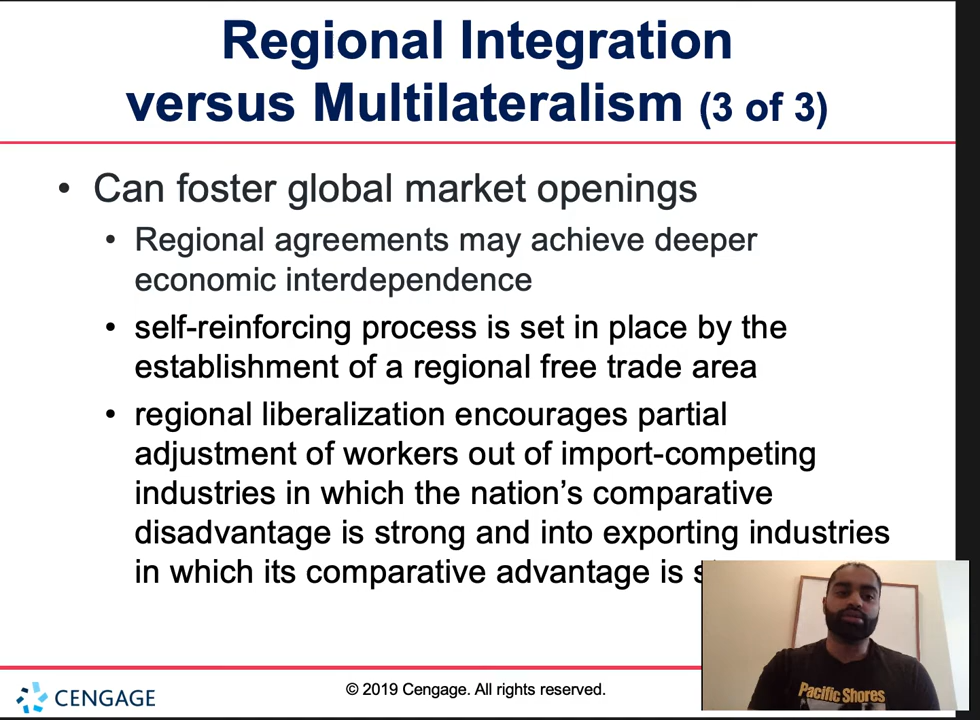 Regional Integration
versus Multilateralism (3 of 3)
• Can foster global market openings
• Regional agreements may achieve deeper
economic interdependence
• self-reinforcing process is set in place by the
establishment of a regional free trade area
• regional liberalization encourages partial
adjustment of workers out of import-competing
industries in which the nation's comparative
disadvantage is strong and into exporting industries
in which its comparative advantage is
Pacific Shores
CENGAGE
© 2019 Cengage. All rights reserved.